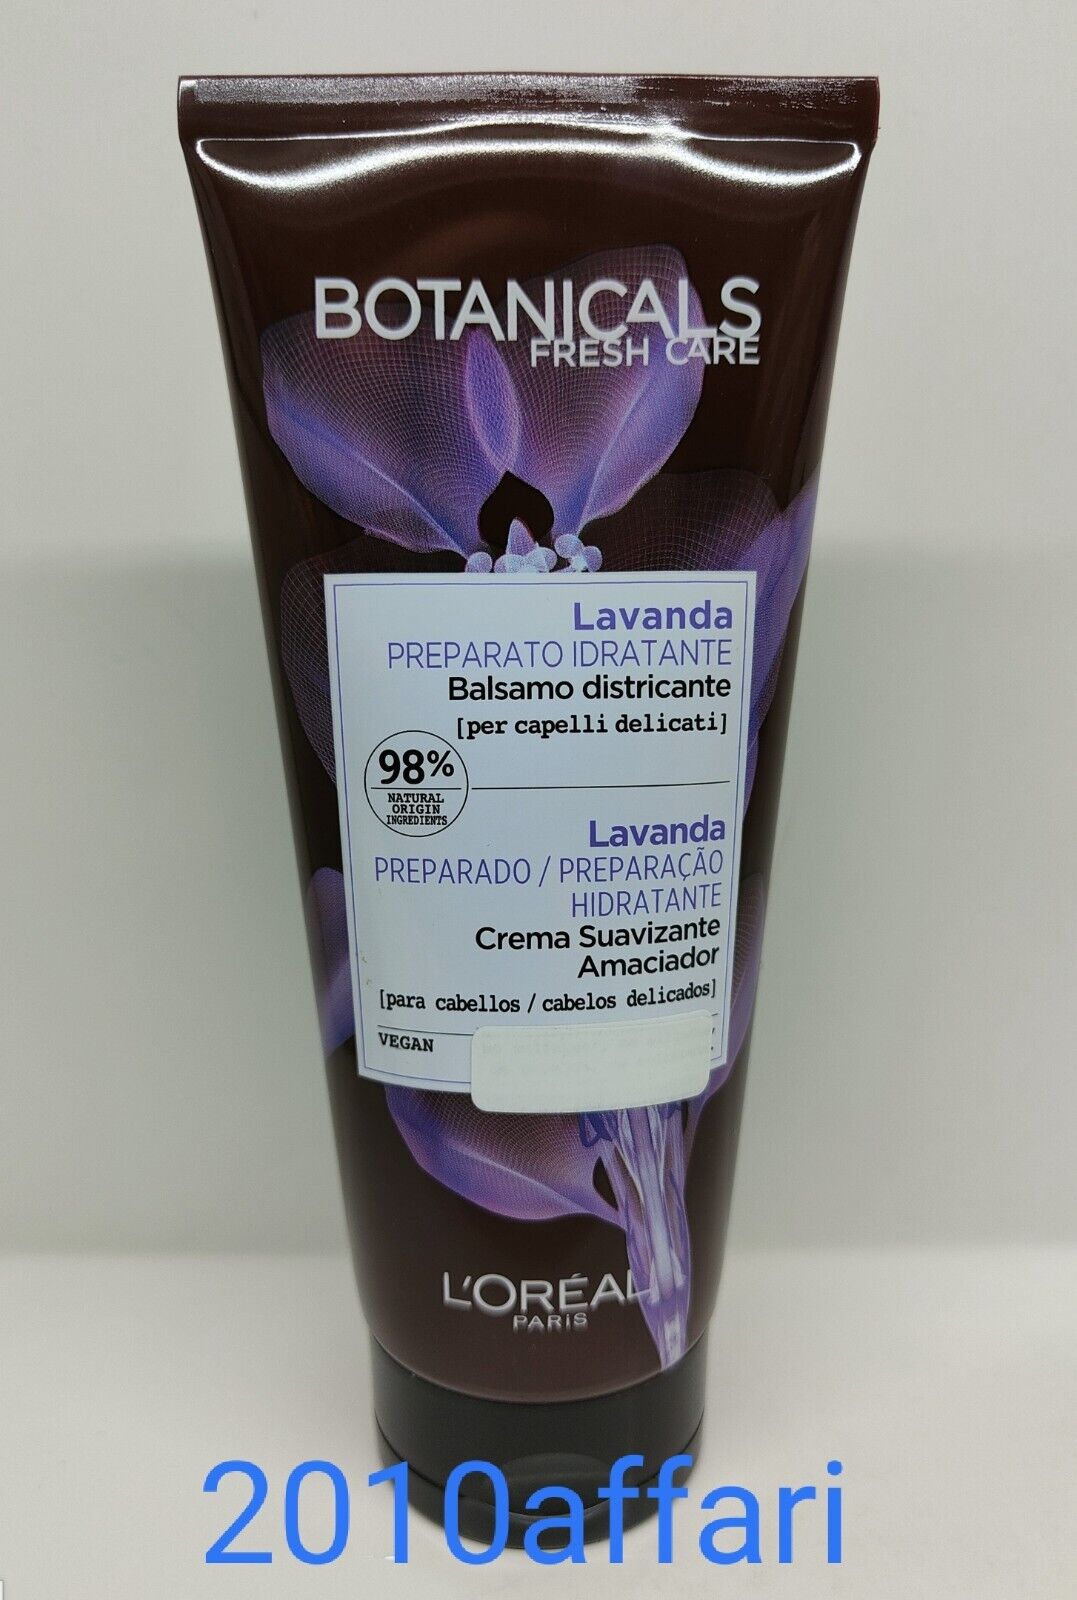 BOTANICALS
FRESH CARE
Lavanda
PREPARATO IDRATANTE
Balsamo districante
[per capelli delicati]
98%
NATURAL
ORIGIN
INGREDIENTS
Lavanda
PREPARADO / PREPARAÇÃO
HIDRATANTE
Crema Suavizante
Amaciador
[para cabellos / cabelos delicados]
VEGAN
L'ORÉAL
PARIS
2010affari